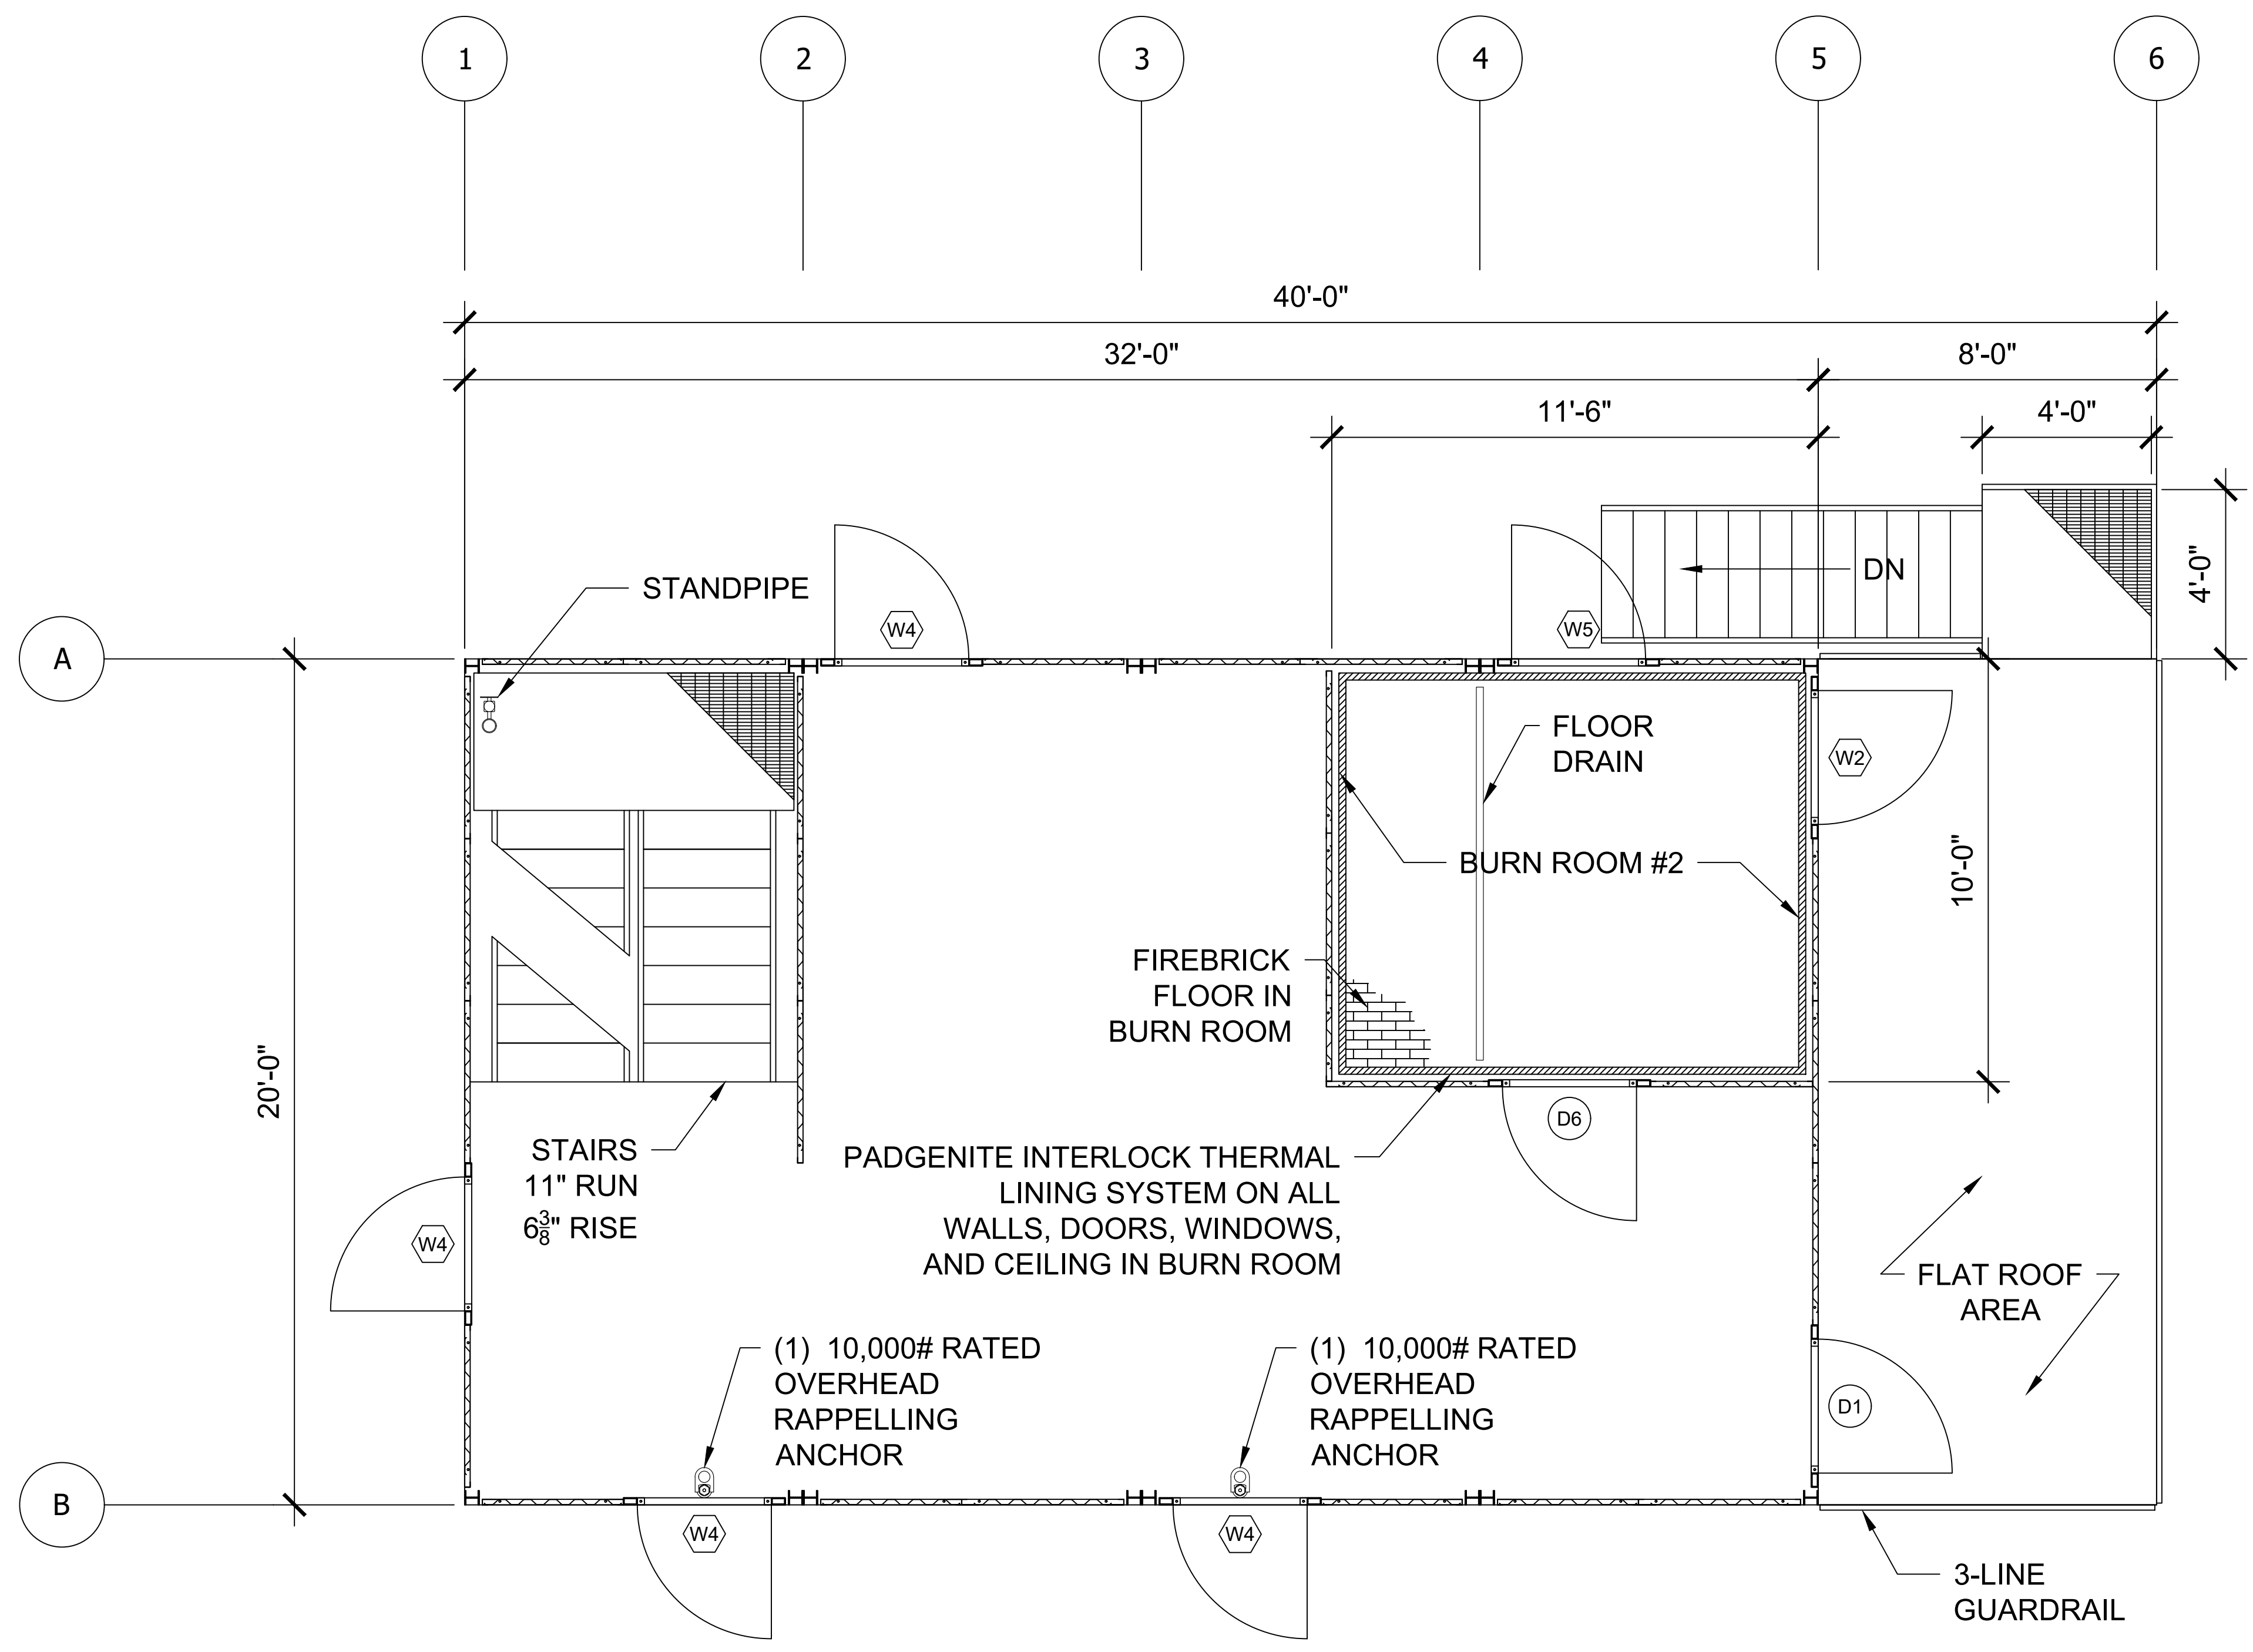 1 2 3 4 5 6
40'-0"
32'-0" 8'-0"
11'-6" 4'-0"
4'-0"
DN
STANDPIPE
W4
W5
A
FLOOR
DRAIN
W2
BURN ROOM #2
10'-0"
FIREBRICK
FLOOR IN
BURN ROOM
20'-0"
D6
STAIRS
11" RUN
6 3/8" RISE
PADGENITE INTERLOCK THERMAL
LINING SYSTEM ON ALL
WALLS, DOORS, WINDOWS,
AND CEILING IN BURN ROOM
W4
FLAT ROOF
AREA
(1) 10,000# RATED
OVERHEAD
RAPPELLING
ANCHOR
(1) 10,000# RATED
OVERHEAD
RAPPELLING
ANCHOR
D1
B
W4
W4
3-LINE
GUARDRAIL